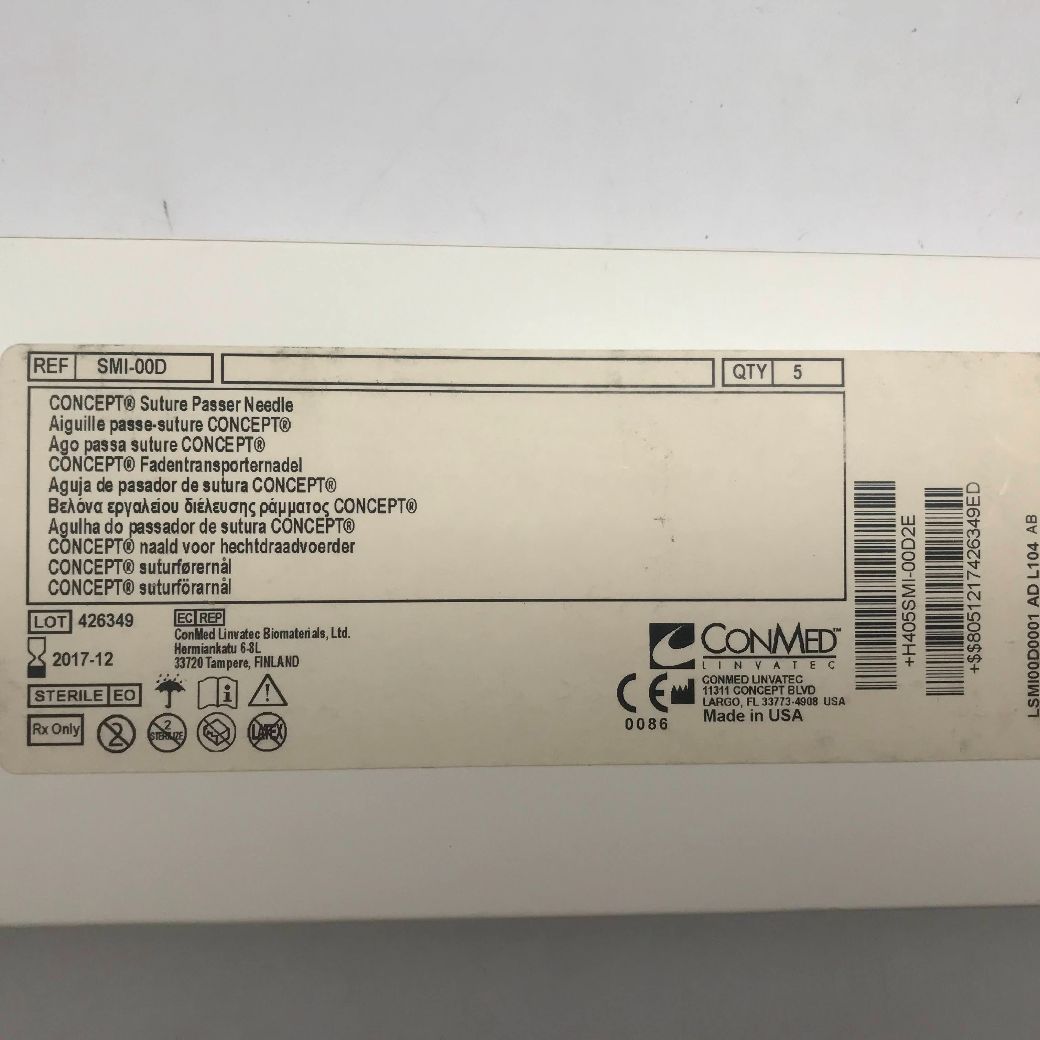 REF SMI-00D
QTY 5
CONCEPT® Suture Passer Needle
Aiguille passe-suture CONCEPT®
Ago passa suture CONCEPT®
CONCEPT® Fadentransporternadel
Aguja de pasador de sutura CONCEPT®
Βελόνα εργαλείου διέλευσης ράμματος CONCEPT®
Agulha do passador de sutura CONCEPT®
CONCEPT® naald voor hechtdraadvoerder
CONCEPT® suturførernål
CONCEPT® suturförarnål
LOT 426349
2017-12
STERILE EO
Rx Only
2
2 STERILIZE
LATEX
EC REP
ConMed Linvatec Biomaterials, Ltd.
Hermiankatu 6-8L
33720 Tampere, FINLAND
CONMED™
LINVATEC
CE
0086
CONMED LINVATEC
11311 CONCEPT BLVD
LARGO, FL 33773-4908 USA
Made in USA
+H405SMI-00D2E
+$$8051217426349ED
LSMI00D0001 AD L104 AB